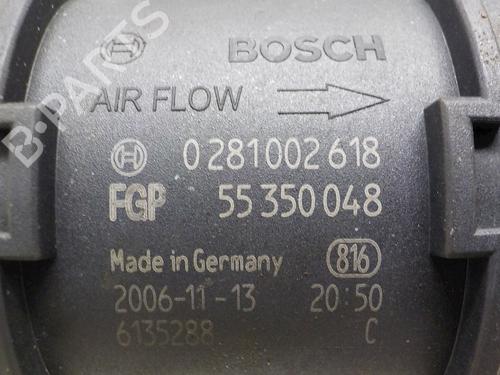 BOSCH
AIR FLOW
0 281 002 618
FGP 55 350 048
Made in Germany 816
2006-11-13 20:50
6135288 C
B-PARTS